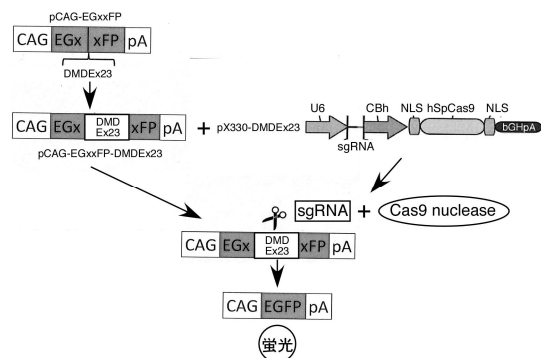 pCAG-EGxxFP
CAG EGx xFP pA
DMDEx23
CAG EGx DMD Ex23 xFP pA + pX330-DMDEx23
U6 CBh NLS hSpCas9 NLS
sgRNA
bGHpA
pCAG-EGxxFP-DMDEx23
sgRNA + Cas9 nuclease
CAG EGx DMD Ex23 xFP pA
CAG EGFP pA
蛍光